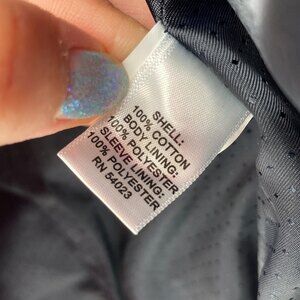 SHELL:
100% COTTON
BODY LINING:
100% POLYESTER
SLEEVE LINING:
100% POLYESTER
RN 54023